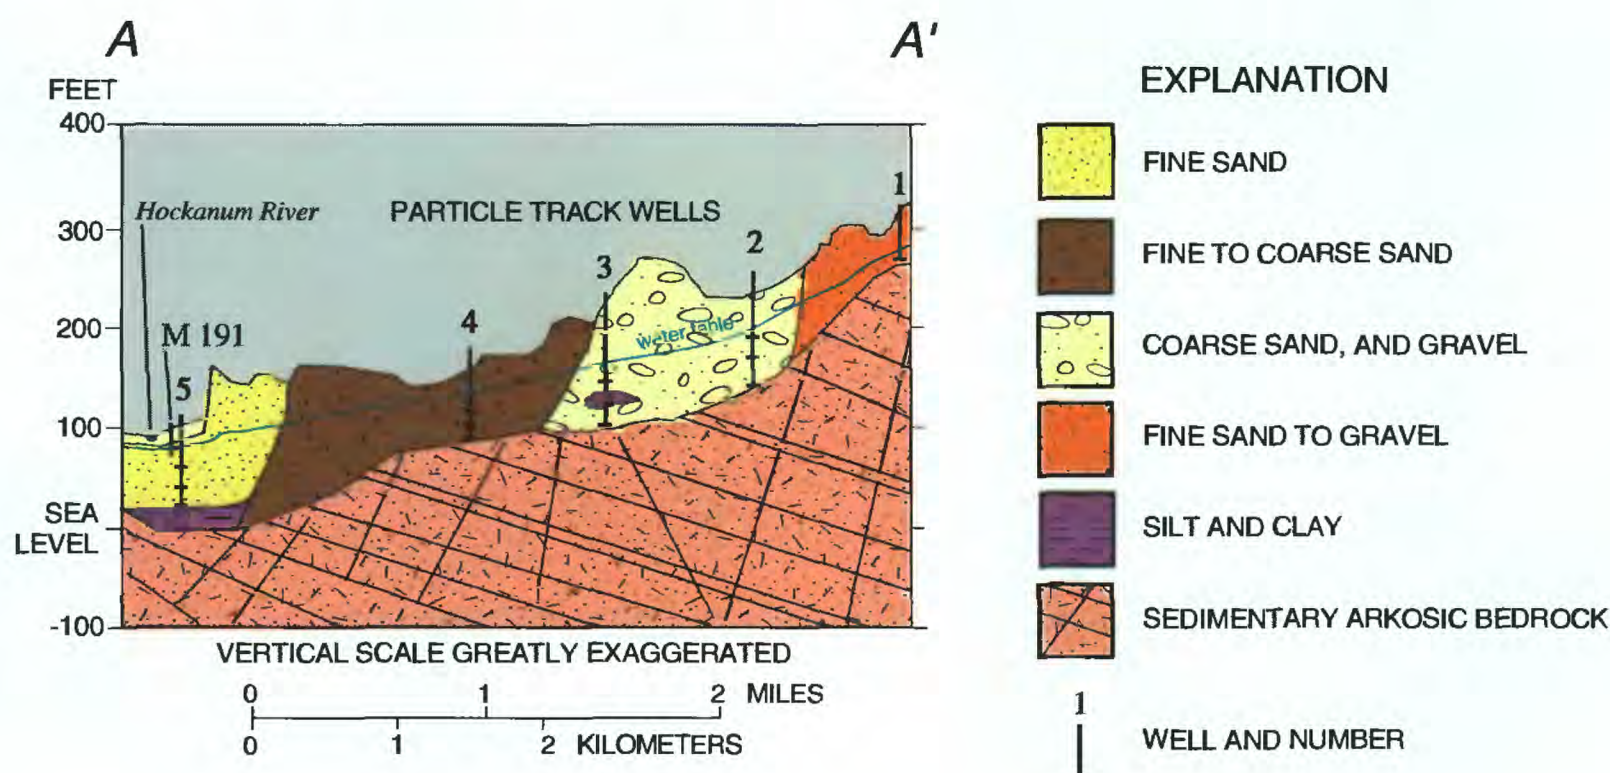 A
A'
FEET
400
300
200
100
SEA
LEVEL
-100
Hockanum River
PARTICLE TRACK WELLS
M 191
5
4
3
2
1
water table
VERTICAL SCALE GREATLY EXAGGERATED
0 1 2 MILES
0 1 2 KILOMETERS
EXPLANATION
FINE SAND
FINE TO COARSE SAND
COARSE SAND, AND GRAVEL
FINE SAND TO GRAVEL
SILT AND CLAY
SEDIMENTARY ARKOSIC BEDROCK
1
WELL AND NUMBER